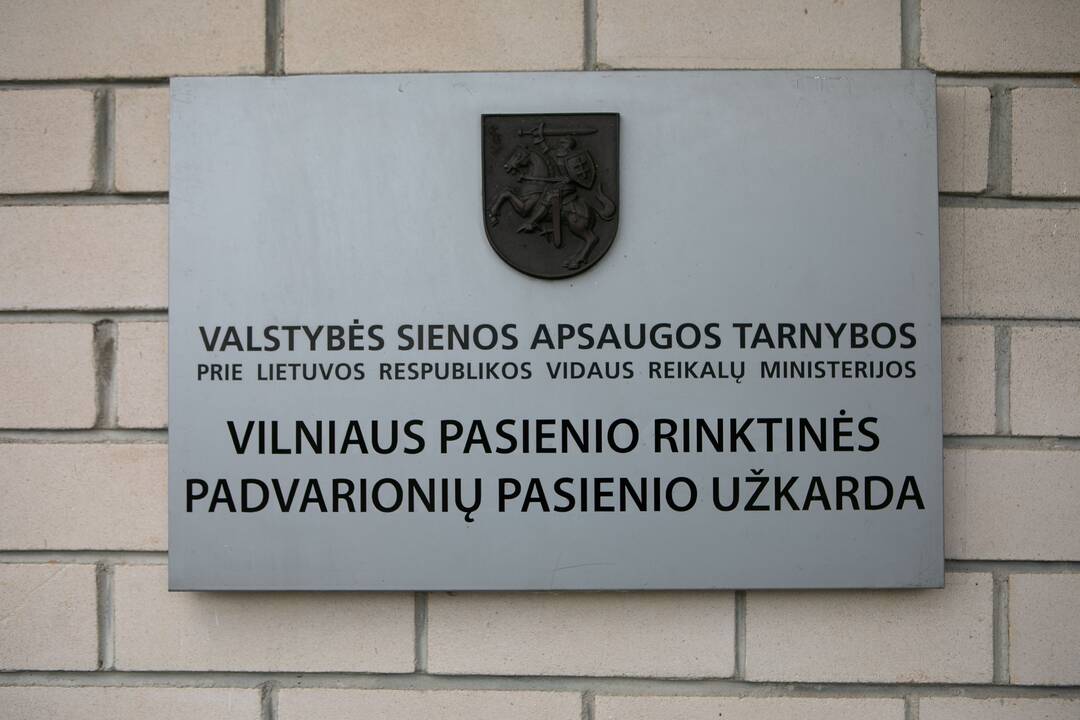 VALSTYBĖS SIENOS APSAUGOS TARNYBOS
PRIE LIETUVOS RESPUBLIKOS VIDAUS REIKALŲ MINISTERIJOS
VILNIAUS PASIENIO RINKTINĖS
PADVARIONIŲ PASIENIO UŽKARDA